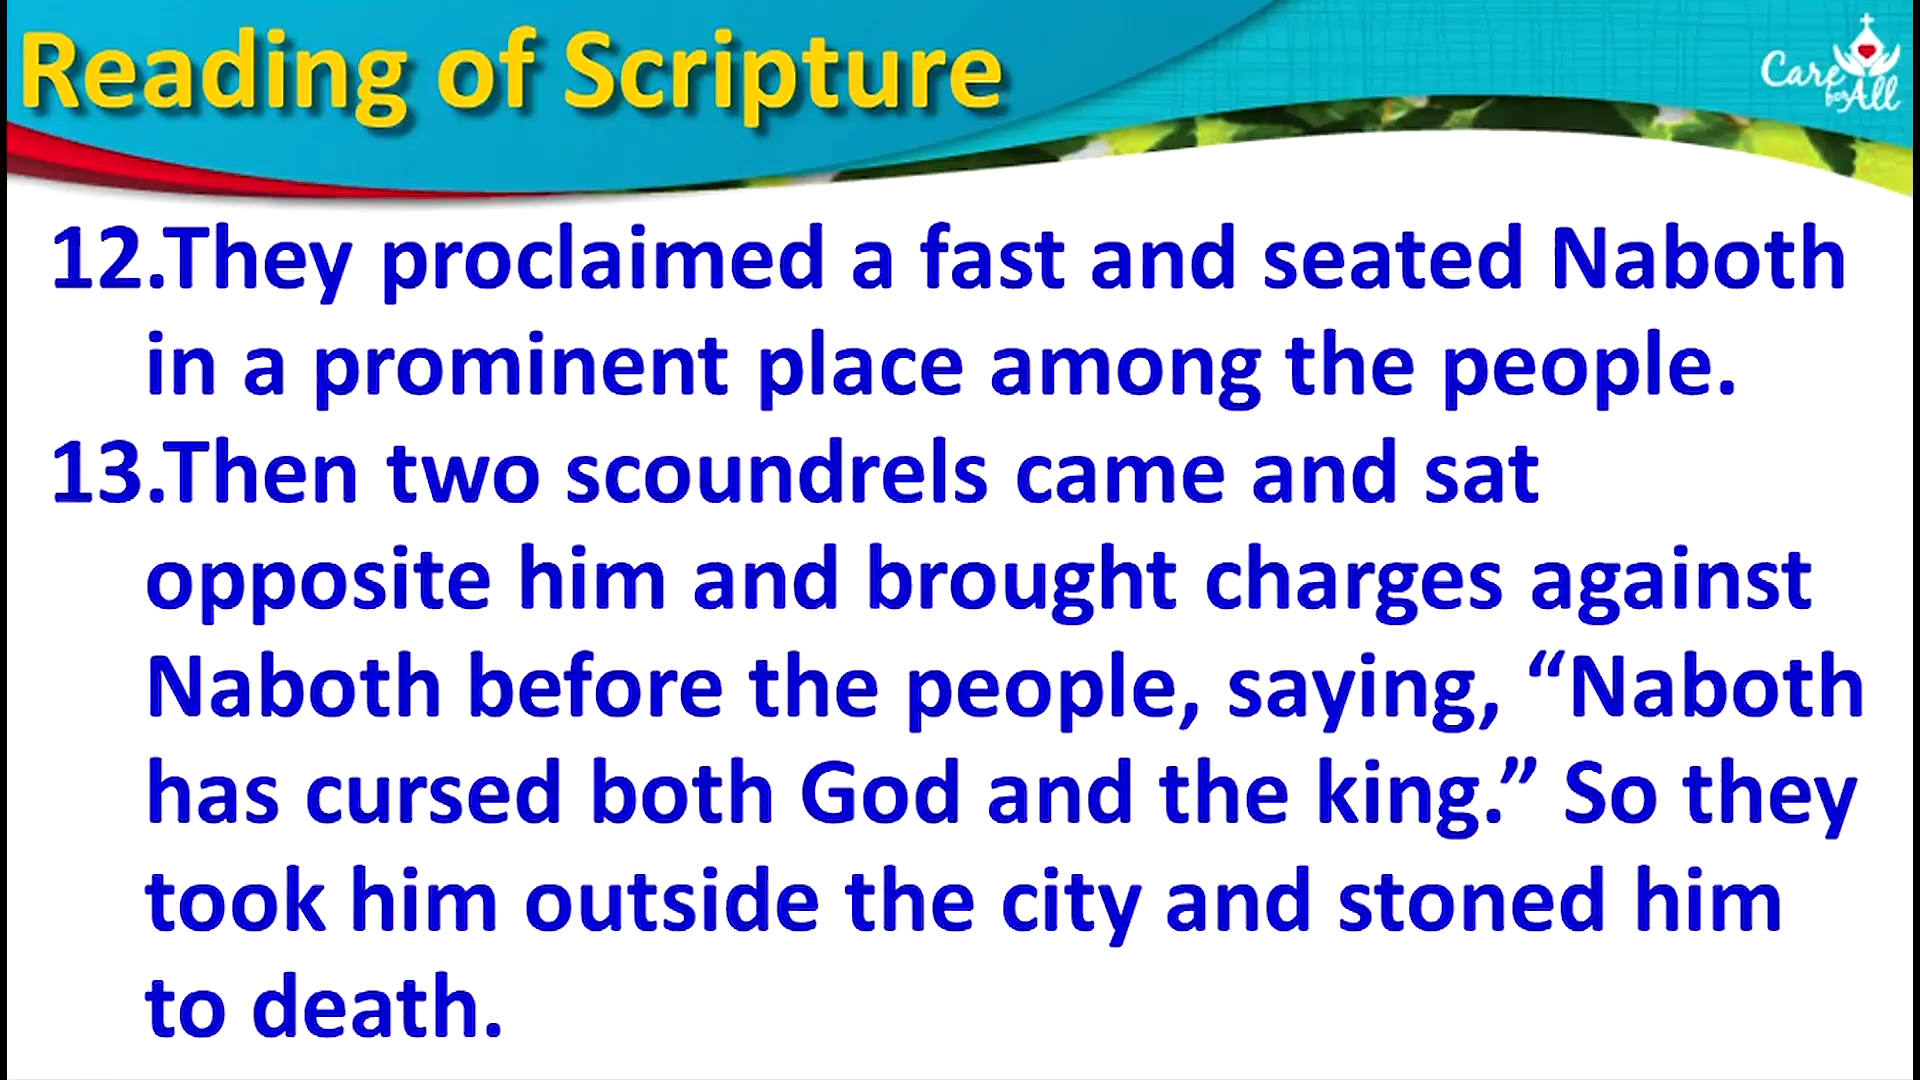 Reading of Scripture
Care
for All
12.They proclaimed a fast and seated Naboth
in a prominent place among the people.
13.Then two scoundrels came and sat
opposite him and brought charges against
Naboth before the people, saying, “Naboth
has cursed both God and the king.” So they
took him outside the city and stoned him
to death.